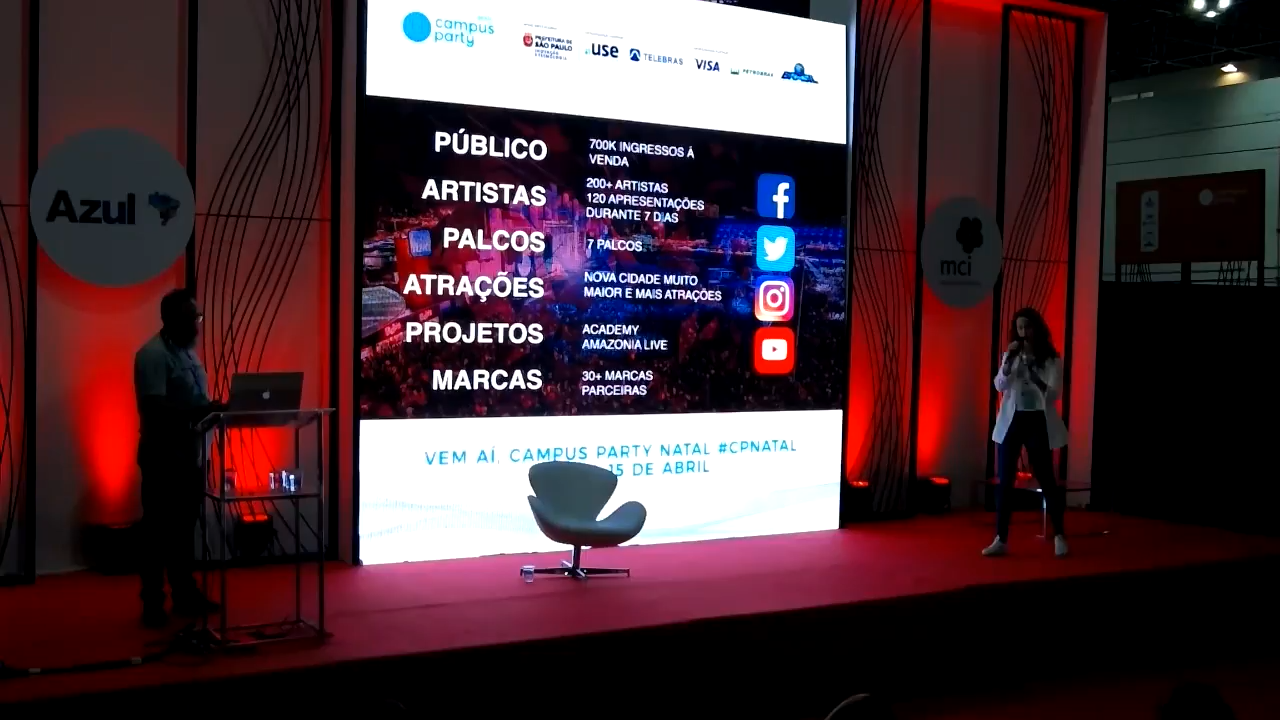 campus
party
PREFEITURA DE
SÃO PAULO
use
TELEBRAS
VISA
PETROBRAS
Azul
mci
PÚBLICO
700K INGRESSOS À
VENDA
ARTISTAS
200+ ARTISTAS
120 APRESENTAÇÕES
DURANTE 7 DIAS
PALCOS
7 PALCOS
ATRAÇÕES
NOVA CIDADE MUITO
MAIOR E MAIS ATRAÇÕES
PROJETOS
ACADEMY
AMAZONIA LIVE
MARCAS
30+ MARCAS
PARCEIRAS
VEM AÍ, CAMPUS PARTY NATAL #CPNATAL
15 DE ABRIL